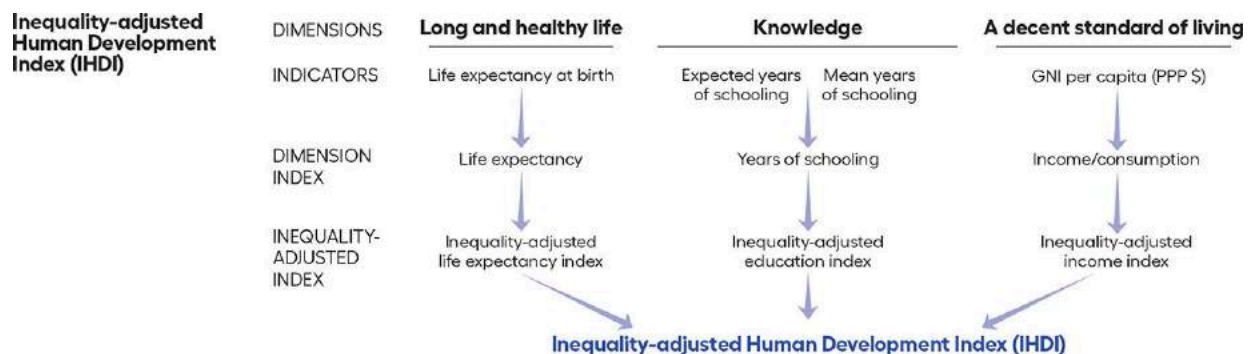 Inequality-adjusted
Human Development
Index (IHDI)
DIMENSIONS
Long and healthy life
Knowledge
A decent standard of living
INDICATORS
Life expectancy at birth
Expected years
of schooling
Mean years
of schooling
GNI per capita (PPP $)
DIMENSION
INDEX
Life expectancy
Years of schooling
Income/consumption
INEQUALITY-
ADJUSTED
INDEX
Inequality-adjusted
life expectancy index
Inequality-adjusted
education index
Inequality-adjusted
income index
Inequality-adjusted Human Development Index (IHDI)